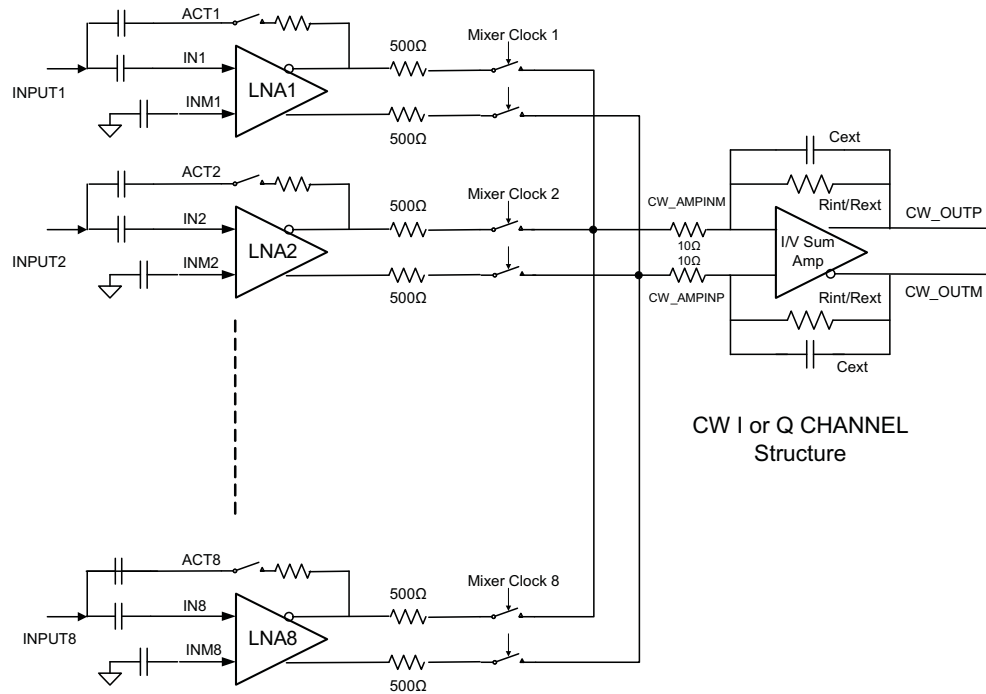 ACT1
500Ω
Mixer Clock 1
INPUT1
IN1
LNA1
INM1
500Ω
ACT2
500Ω
Mixer Clock 2
INPUT2
IN2
LNA2
INM2
500Ω
Cext
Rint/Rext
CW_AMPINM
10Ω
10Ω
CW_AMPINP
I/V Sum
Amp
CW_OUTP
CW_OUTM
Rint/Rext
Cext
CW I or Q CHANNEL
Structure
ACT8
500Ω
Mixer Clock 8
INPUT8
IN8
LNA8
INM8
500Ω